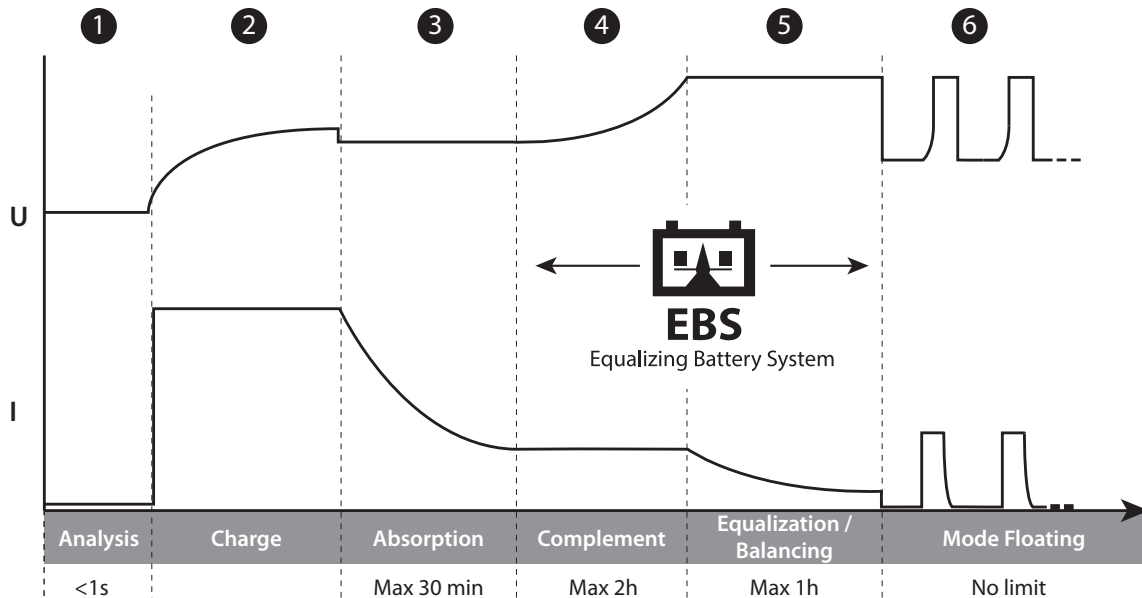 1 2 3 4 5 6
U
EBS
Equalizing Battery System
I
Analysis Charge Absorption Complement Equalization / Balancing Mode Floating
<1s Max 30 min Max 2h Max 1h No limit